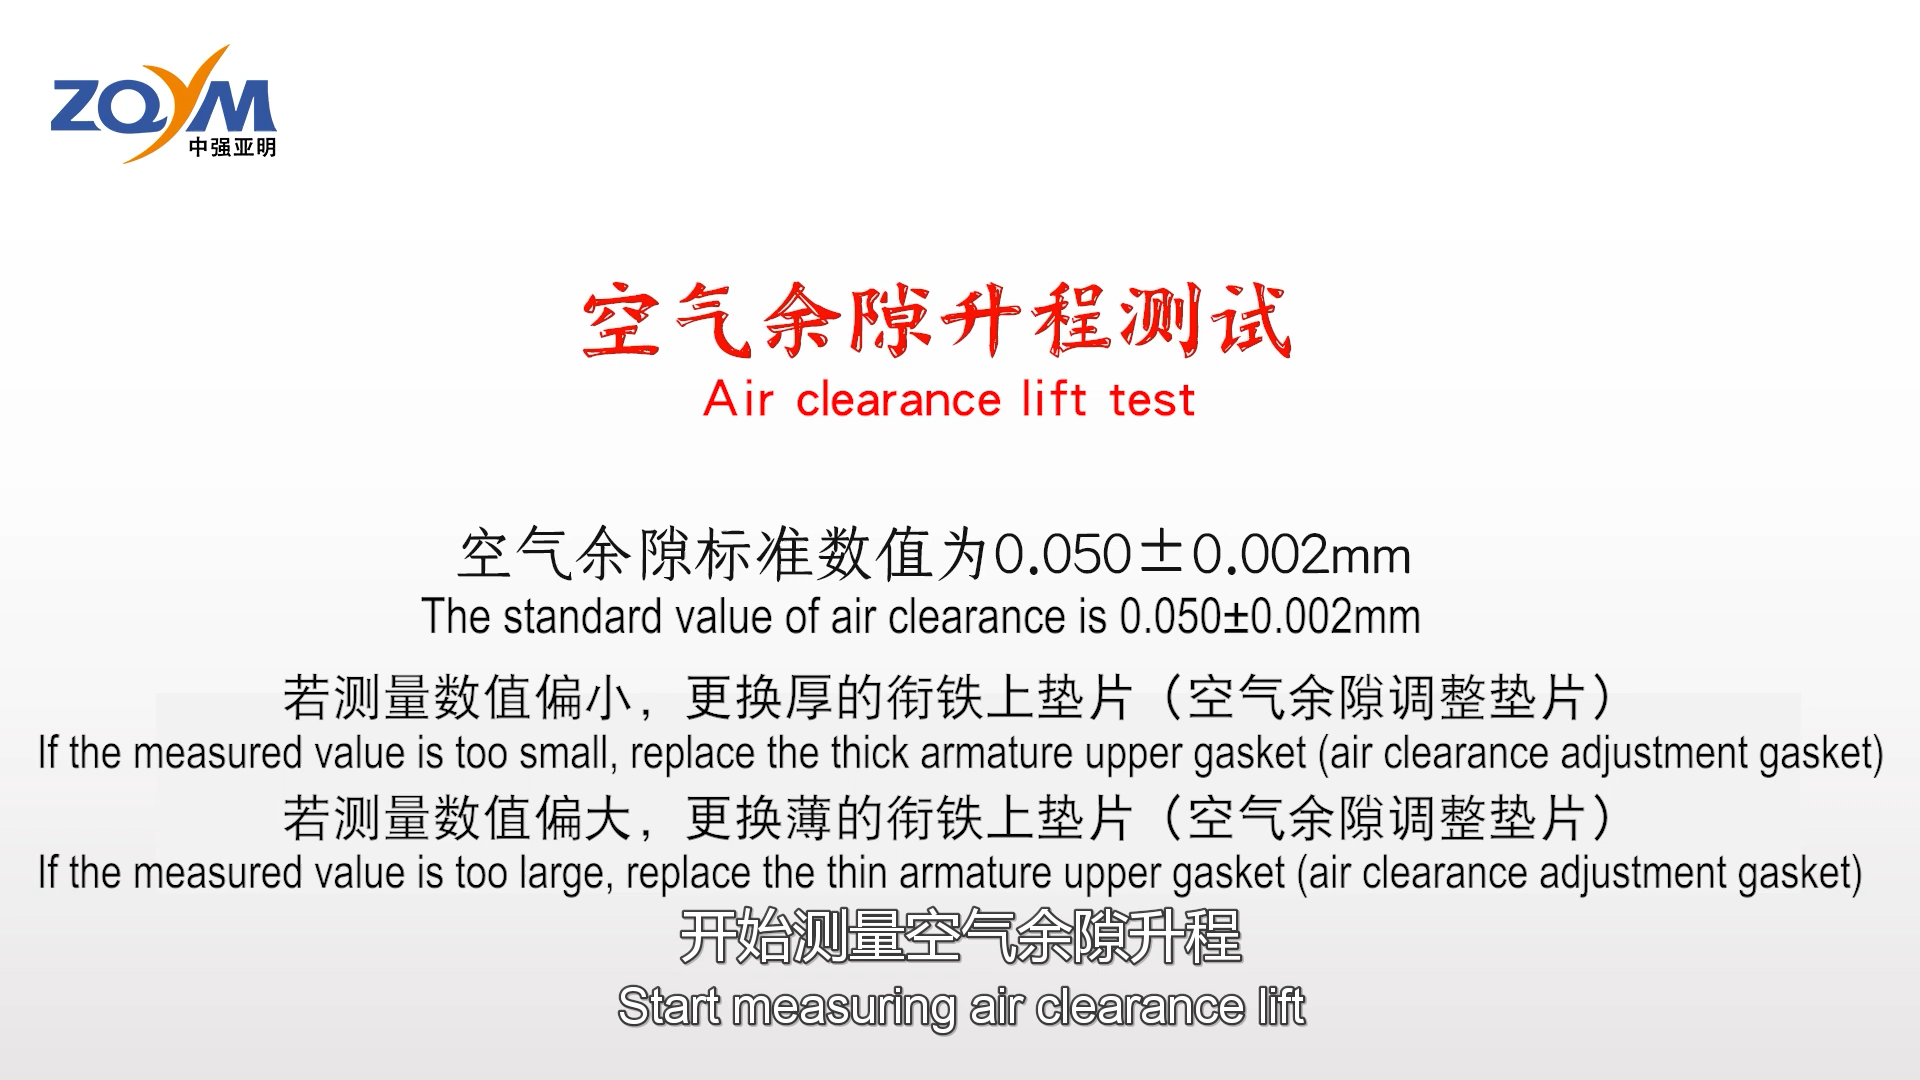 ZQYM
中强亚明
空气余隙升程测试
Air clearance lift test
空气余隙标准数值为0.050±0.002mm
The standard value of air clearance is 0.050±0.002mm
若测量数值偏小，更换厚的衔铁上垫片（空气余隙调整垫片）
If the measured value is too small, replace the thick armature upper gasket (air clearance adjustment gasket)
若测量数值偏大，更换薄的衔铁上垫片（空气余隙调整垫片）
If the measured value is too large, replace the thin armature upper gasket (air clearance adjustment gasket)
开始测量空气余隙升程
Start measuring air clearance lift